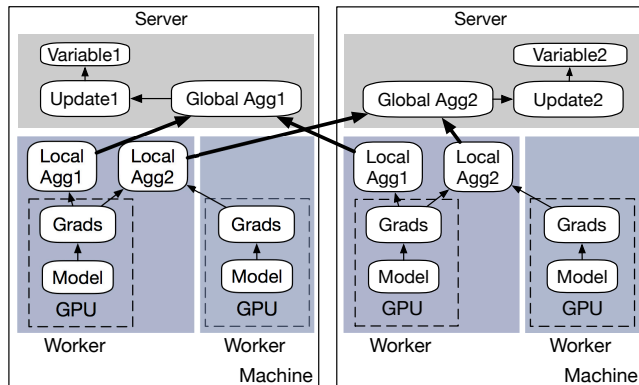 Server
Server
Variable1
Variable2
Update1
Global Agg1
Global Agg2
Update2
Local
Agg1
Local
Agg2
Local
Agg1
Local
Agg2
Grads
Grads
Grads
Grads
Model
Model
Model
Model
GPU
GPU
GPU
GPU
Worker
Worker
Worker
Worker
Machine
Machine